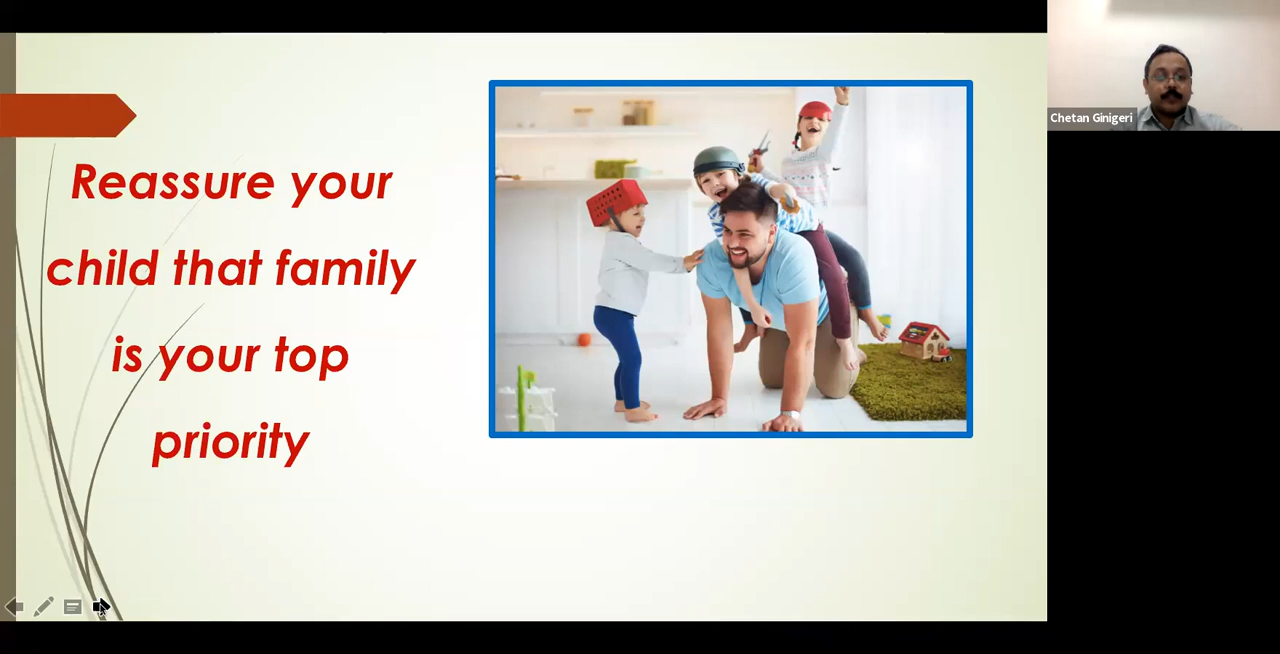 Reassure your
child that family
is your top
priority
Chetan Ginigeri